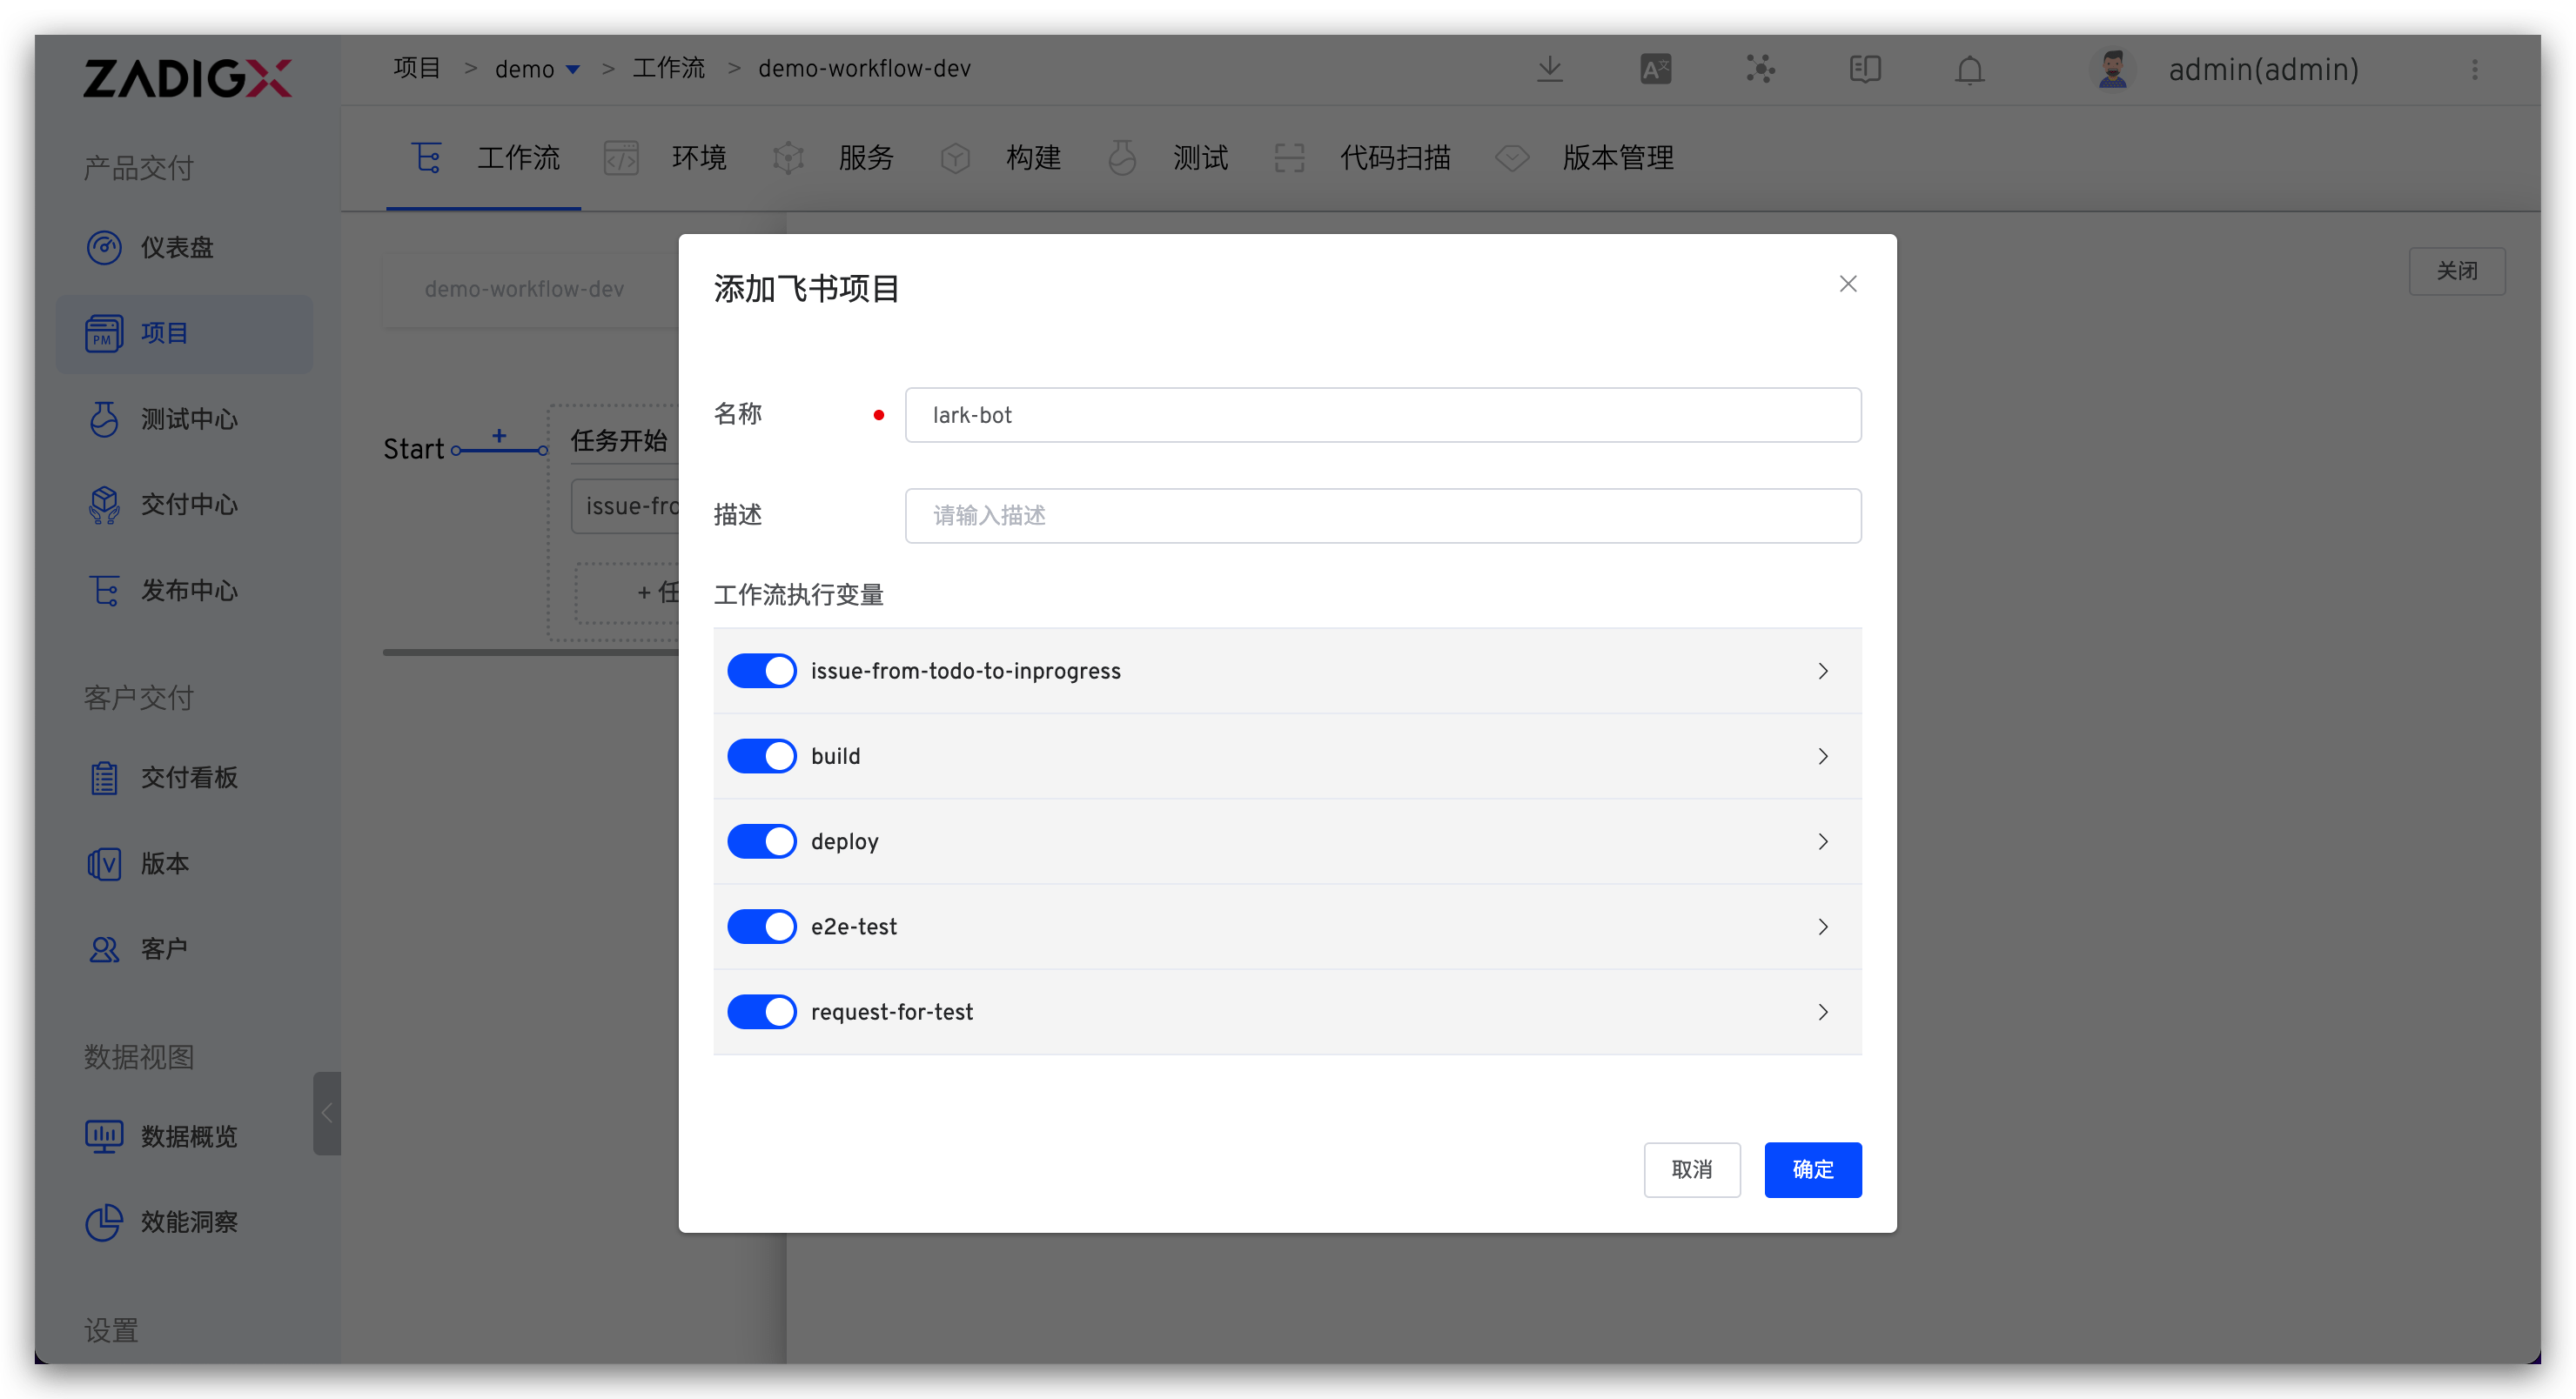 ZADIGX
项目 > demo > 工作流 > demo-workflow-dev
admin(admin)
产品交付
仪表盘
PM 项目
测试中心
交付中心
发布中心
客户交付
交付看板
版本
客户
数据视图
数据概览
效能洞察
设置
工作流 环境 服务 构建 测试 代码扫描 版本管理
关闭
demo-workflow-dev
Start
任务开始
issue-fro
+ 任
添加飞书项目
名称 lark-bot
描述 请输入描述
工作流执行变量
issue-from-todo-to-inprogress
build
deploy
e2e-test
request-for-test
取消 确定